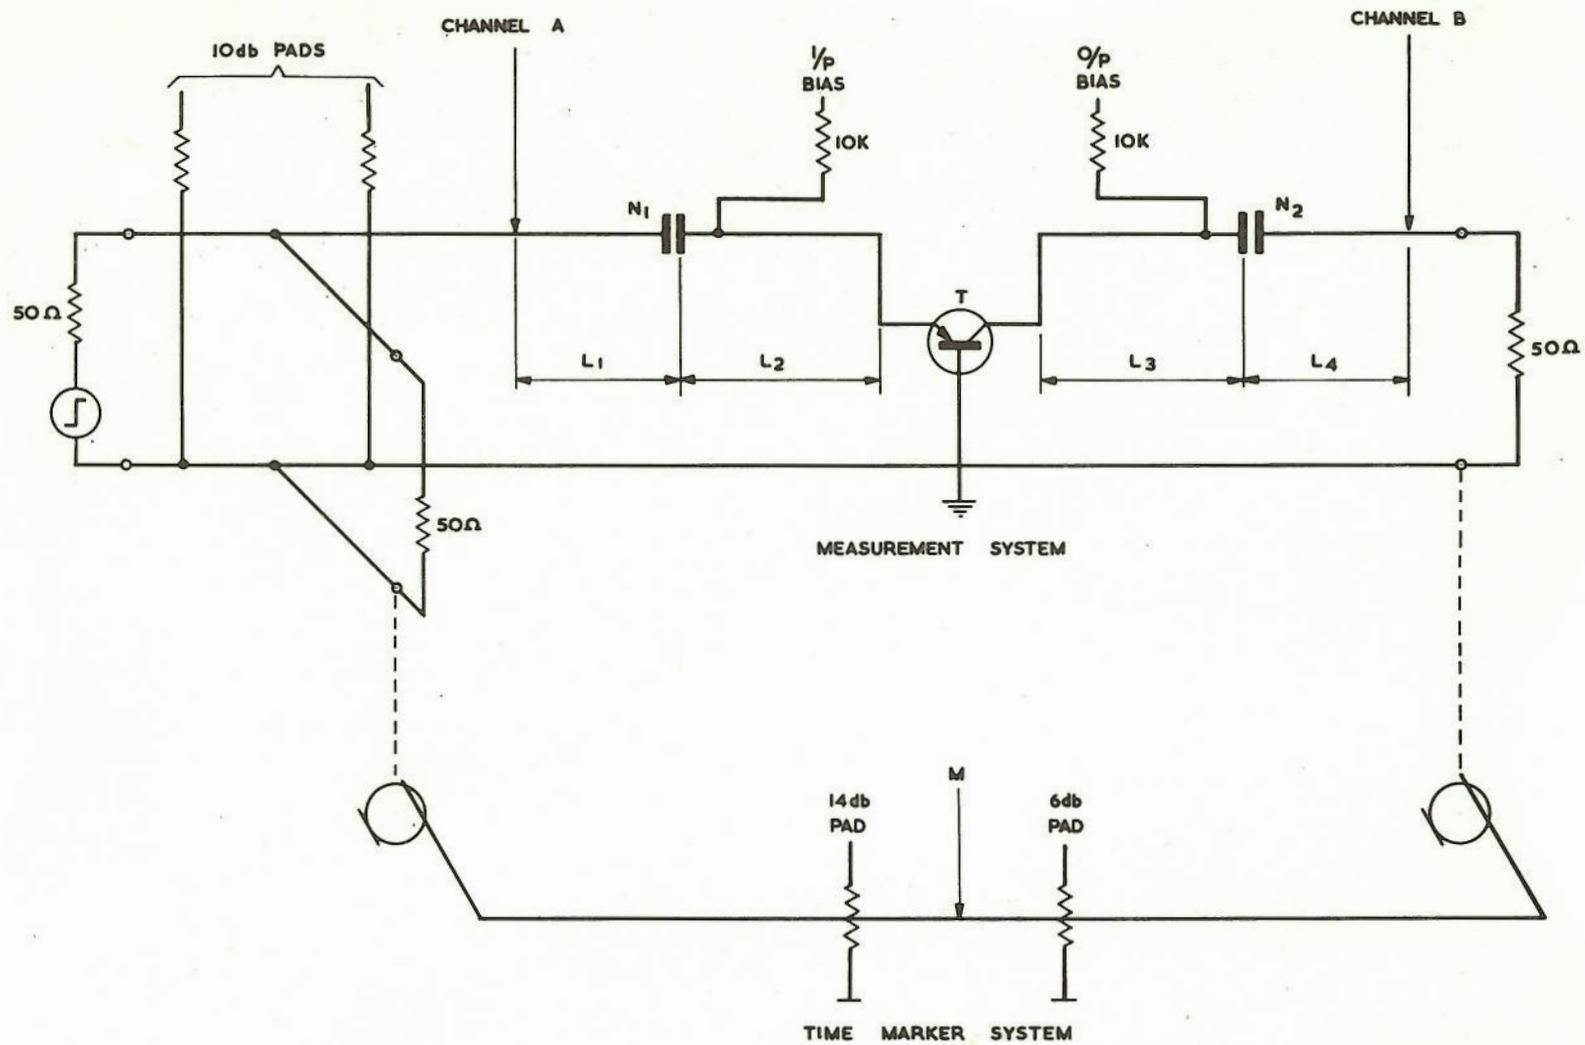 CHANNEL A
CHANNEL B
10db PADS
I/P
BIAS
O/P
BIAS
10K
10K
N1
N2
50Ω
T
50Ω
L1
L2
L3
L4
50Ω
MEASUREMENT SYSTEM
M
14db
PAD
6db
PAD
TIME MARKER SYSTEM